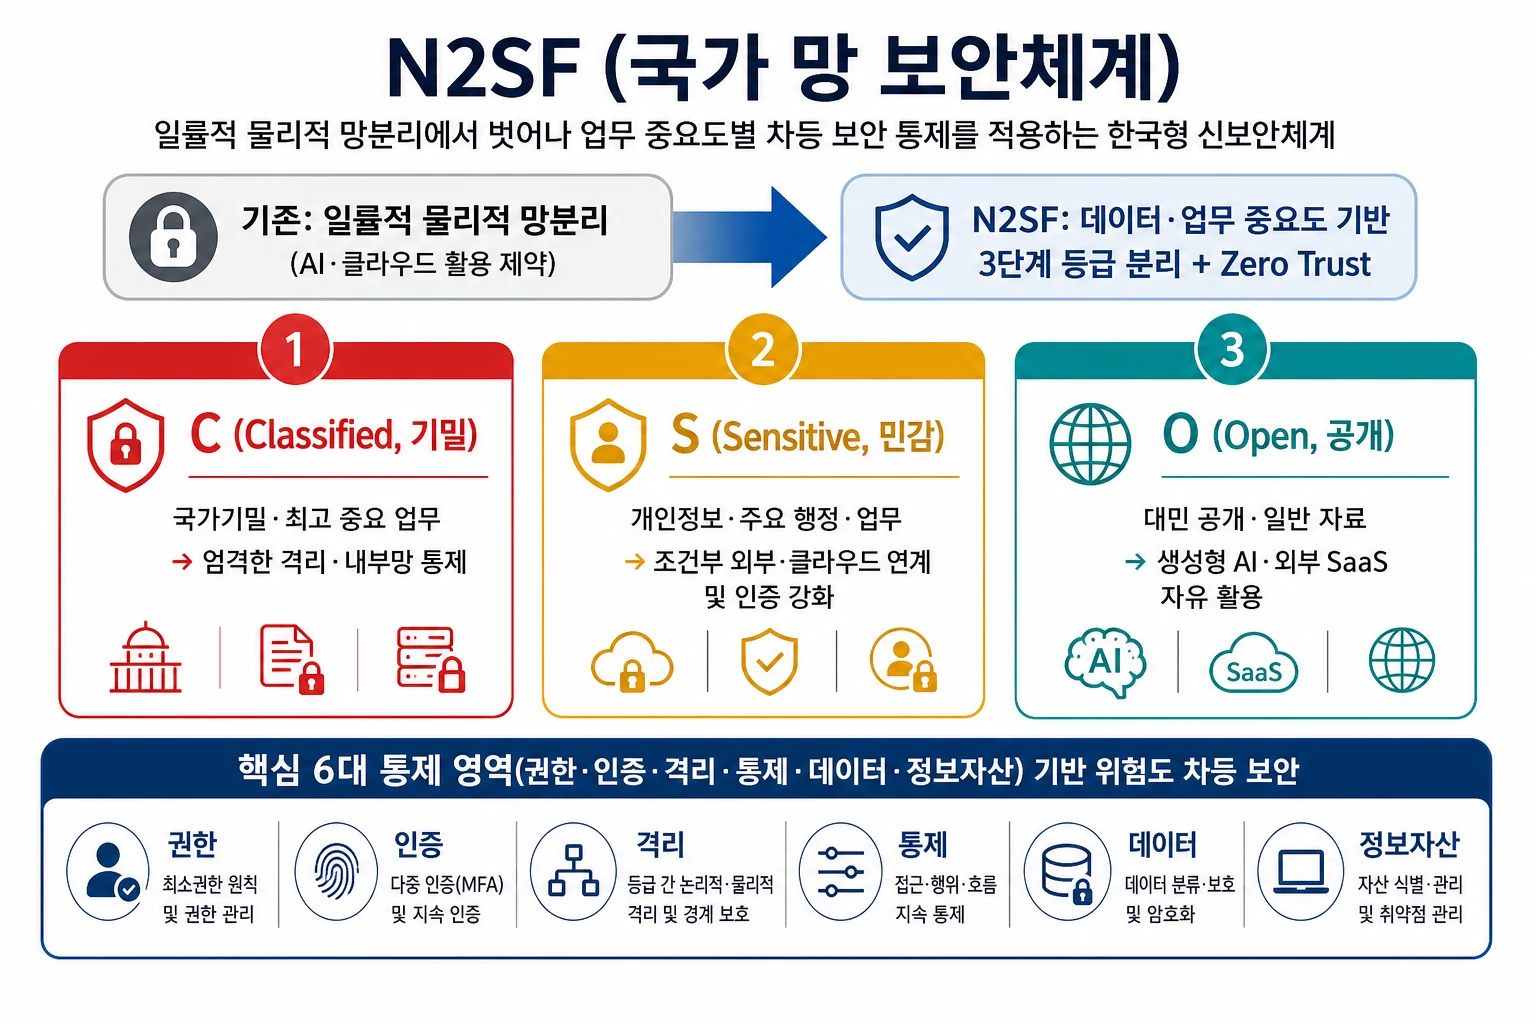 N2SF (국가 망 보안체계)
일률적 물리적 망분리에서 벗어나 업무 중요도별 차등 보안 통제를 적용하는 한국형 신보안체계
기존: 일률적 물리적 망분리
(AI·클라우드 활용 제약)
N2SF: 데이터·업무 중요도 기반
3단계 등급 분리 + Zero Trust
1
C (Classified, 기밀)
국가기밀·최고 중요 업무
→ 엄격한 격리·내부망 통제
2
S (Sensitive, 민감)
개인정보·주요 행정·업무
→ 조건부 외부·클라우드 연계
및 인증 강화
3
O (Open, 공개)
대민 공개·일반 자료
→ 생성형 AI·외부 SaaS
자유 활용
AI
SaaS
핵심 6대 통제 영역(권한·인증·격리·통제·데이터·정보자산) 기반 위험도 차등 보안
권한
최소권한 원칙
및 권한 관리
인증
다중 인증(MFA)
및 지속 인증
격리
등급 간 논리적·물리적
격리 및 경계 보호
통제
접근·행위·흐름
지속 통제
데이터
데이터 분류·보호
및 암호화
정보자산
자산 식별·관리
및 취약점 관리